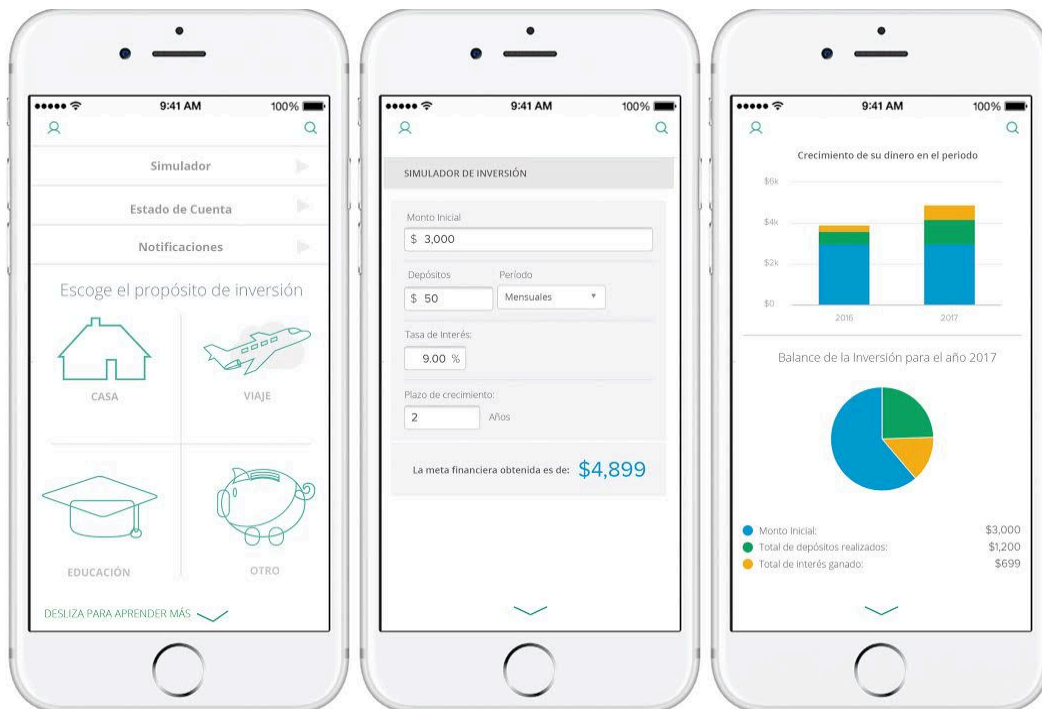 9:41 AM 100%
Simulador
Estado de Cuenta
Notificaciones
Escoge el propósito de inversión
CASA
VIAJE
EDUCACIÓN
OTRO
DESLIZA PARA APRENDER MÁS
9:41 AM 100%
SIMULADOR DE INVERSIÓN
Monto Inicial
$ 3,000
Depósitos Período
$ 50 Mensuales
Tasa de Interés:
9.00 %
Plazo de crecimiento:
2 Años
La meta financiera obtenida es de: $4,899
9:41 AM 100%
Crecimiento de su dinero en el periodo
$6k
$4k
$2k
$0
2016 2017
Balance de la Inversión para el año 2017
Monto Inicial: $3,000
Total de depósitos realizados: $1,200
Total de interés ganado: $699